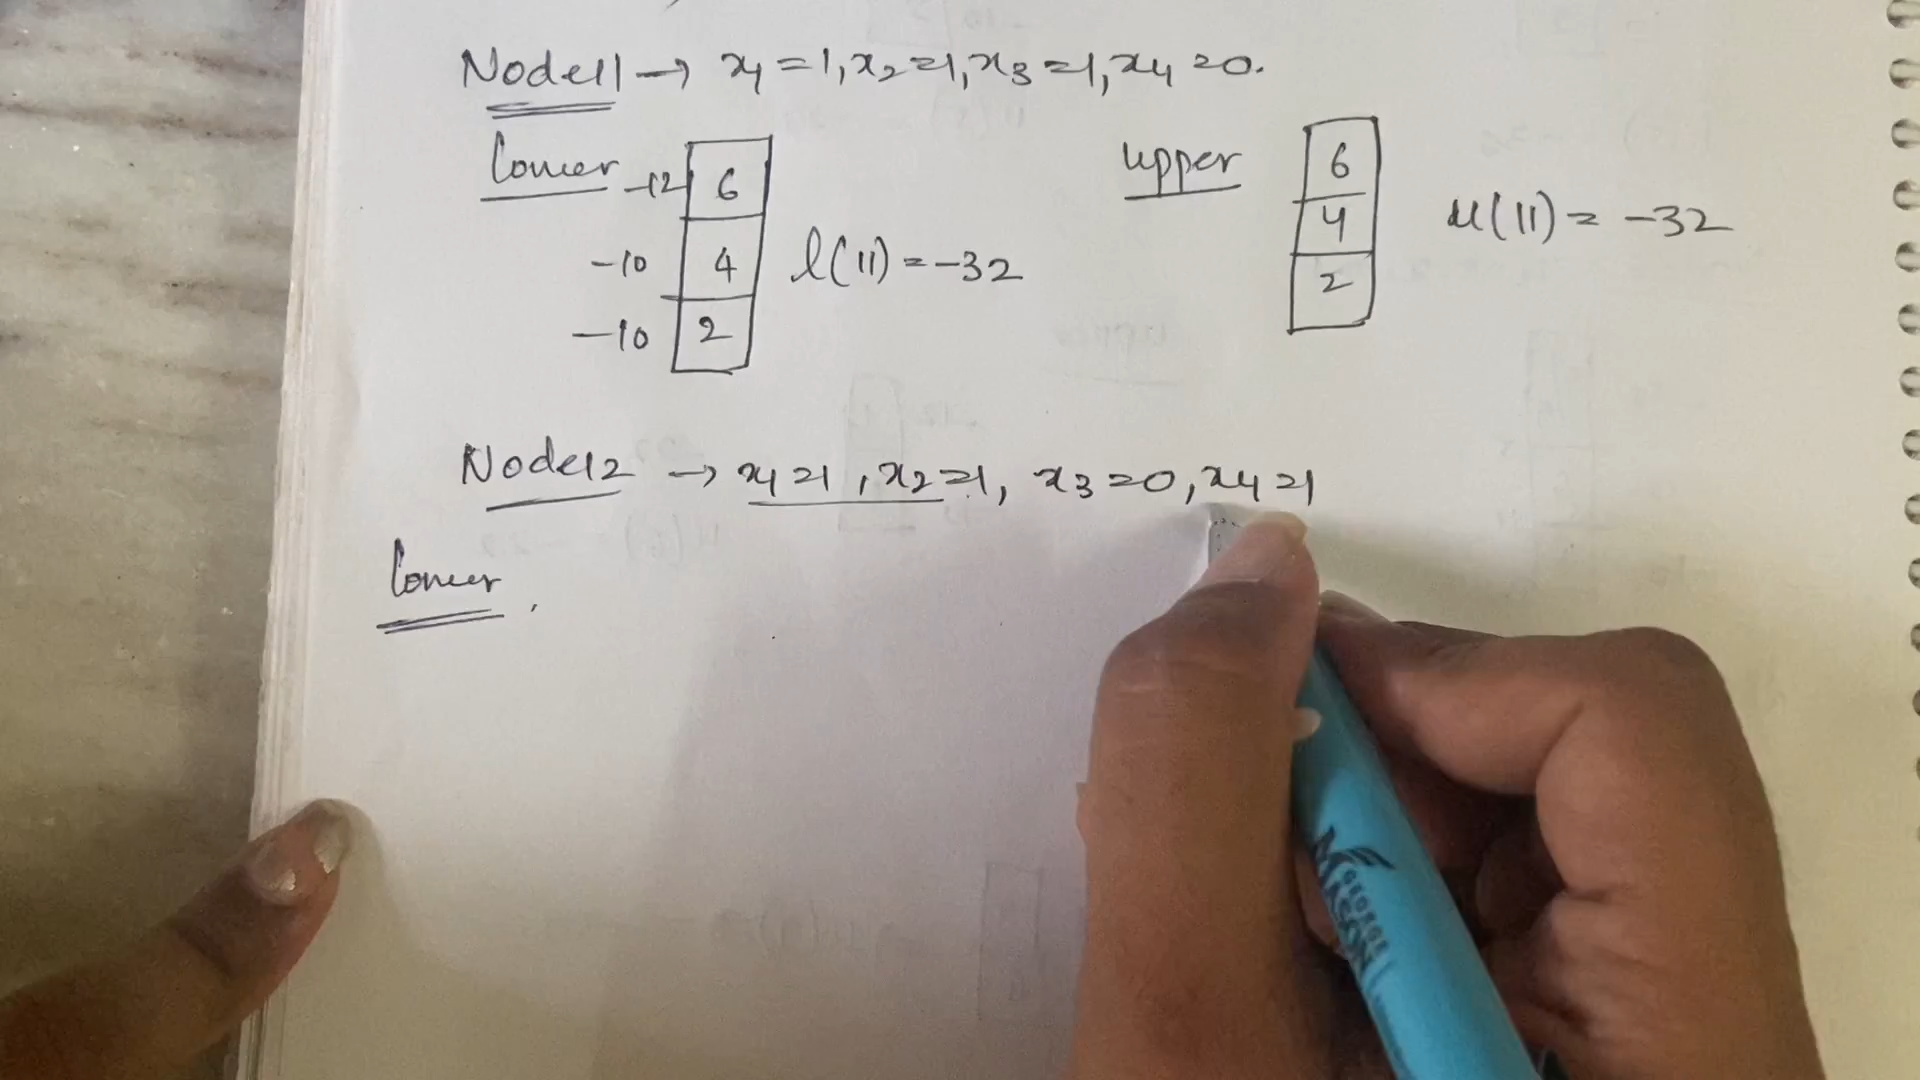 Node11 → x1 = 1, x2 = 1, x3 = 1, x4 = 0.
Lower
-12 6
-10 4
-10 2
l(11) = -32
upper
6
4
2
u(11) = -32
Node12 → x1 = 1, x2 = 1, x3 = 0, x4 = 1
Lower